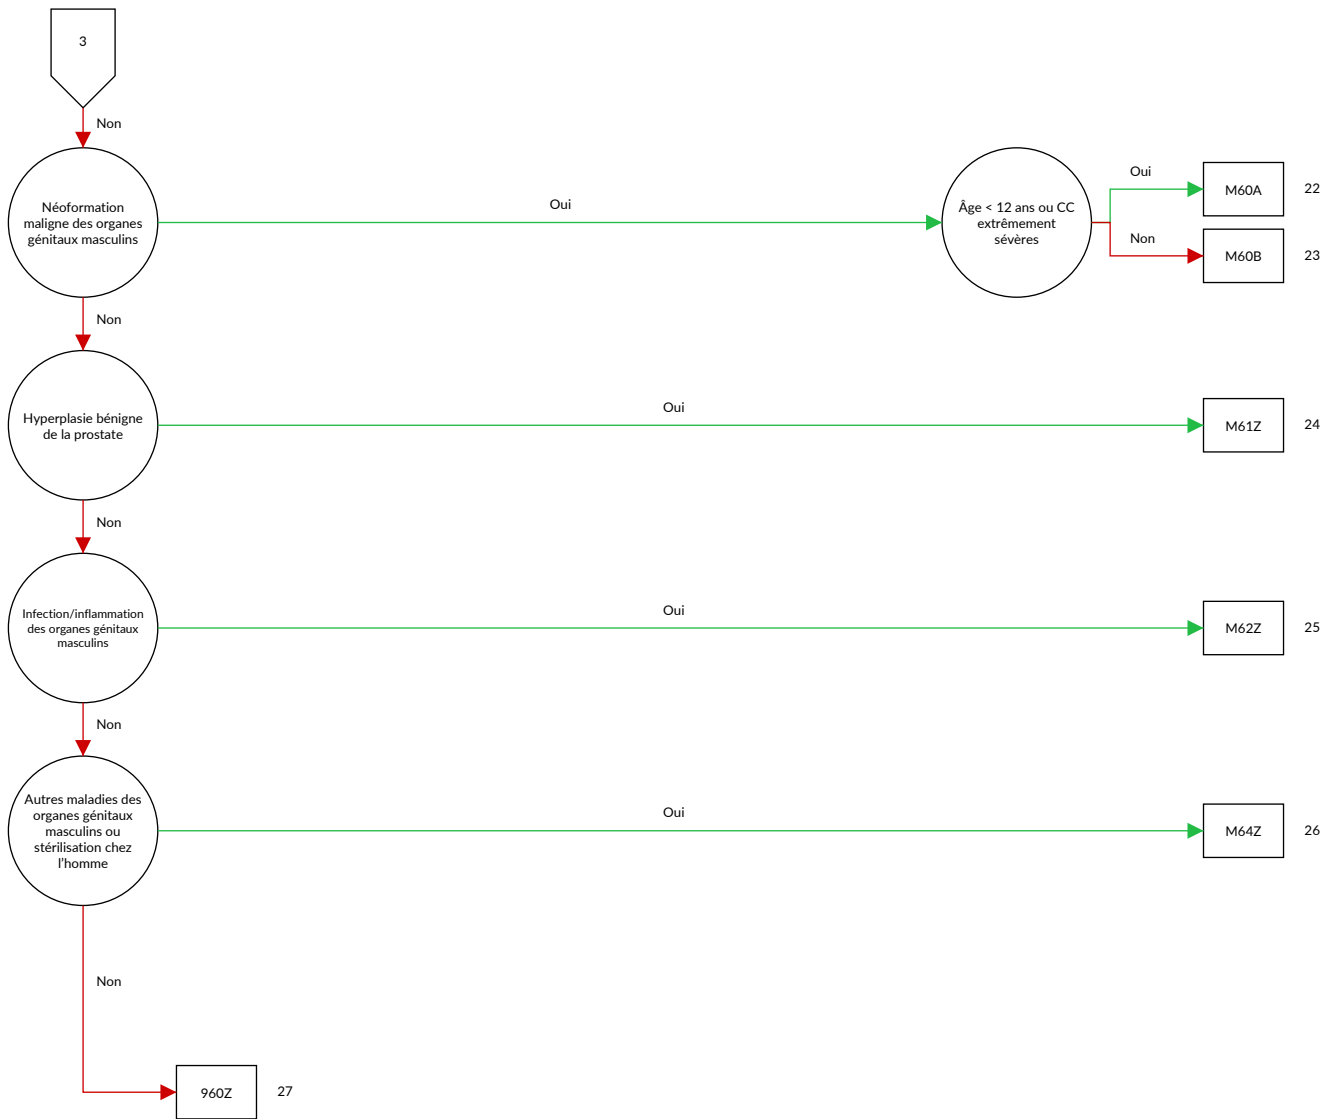 3
Non
Néoformation
maligne des organes
génitaux masculins
Oui
Âge < 12 ans ou CC
extrêmement
sévères
Oui
M60A
22
Non
M60B
23
Non
Hyperplasie bénigne
de la prostate
Oui
M61Z
24
Non
Infection/inflammation
des organes génitaux
masculins
Oui
M62Z
25
Non
Autres maladies des
organes génitaux
masculins ou
stérilisation chez
l'homme
Oui
M64Z
26
Non
960Z
27